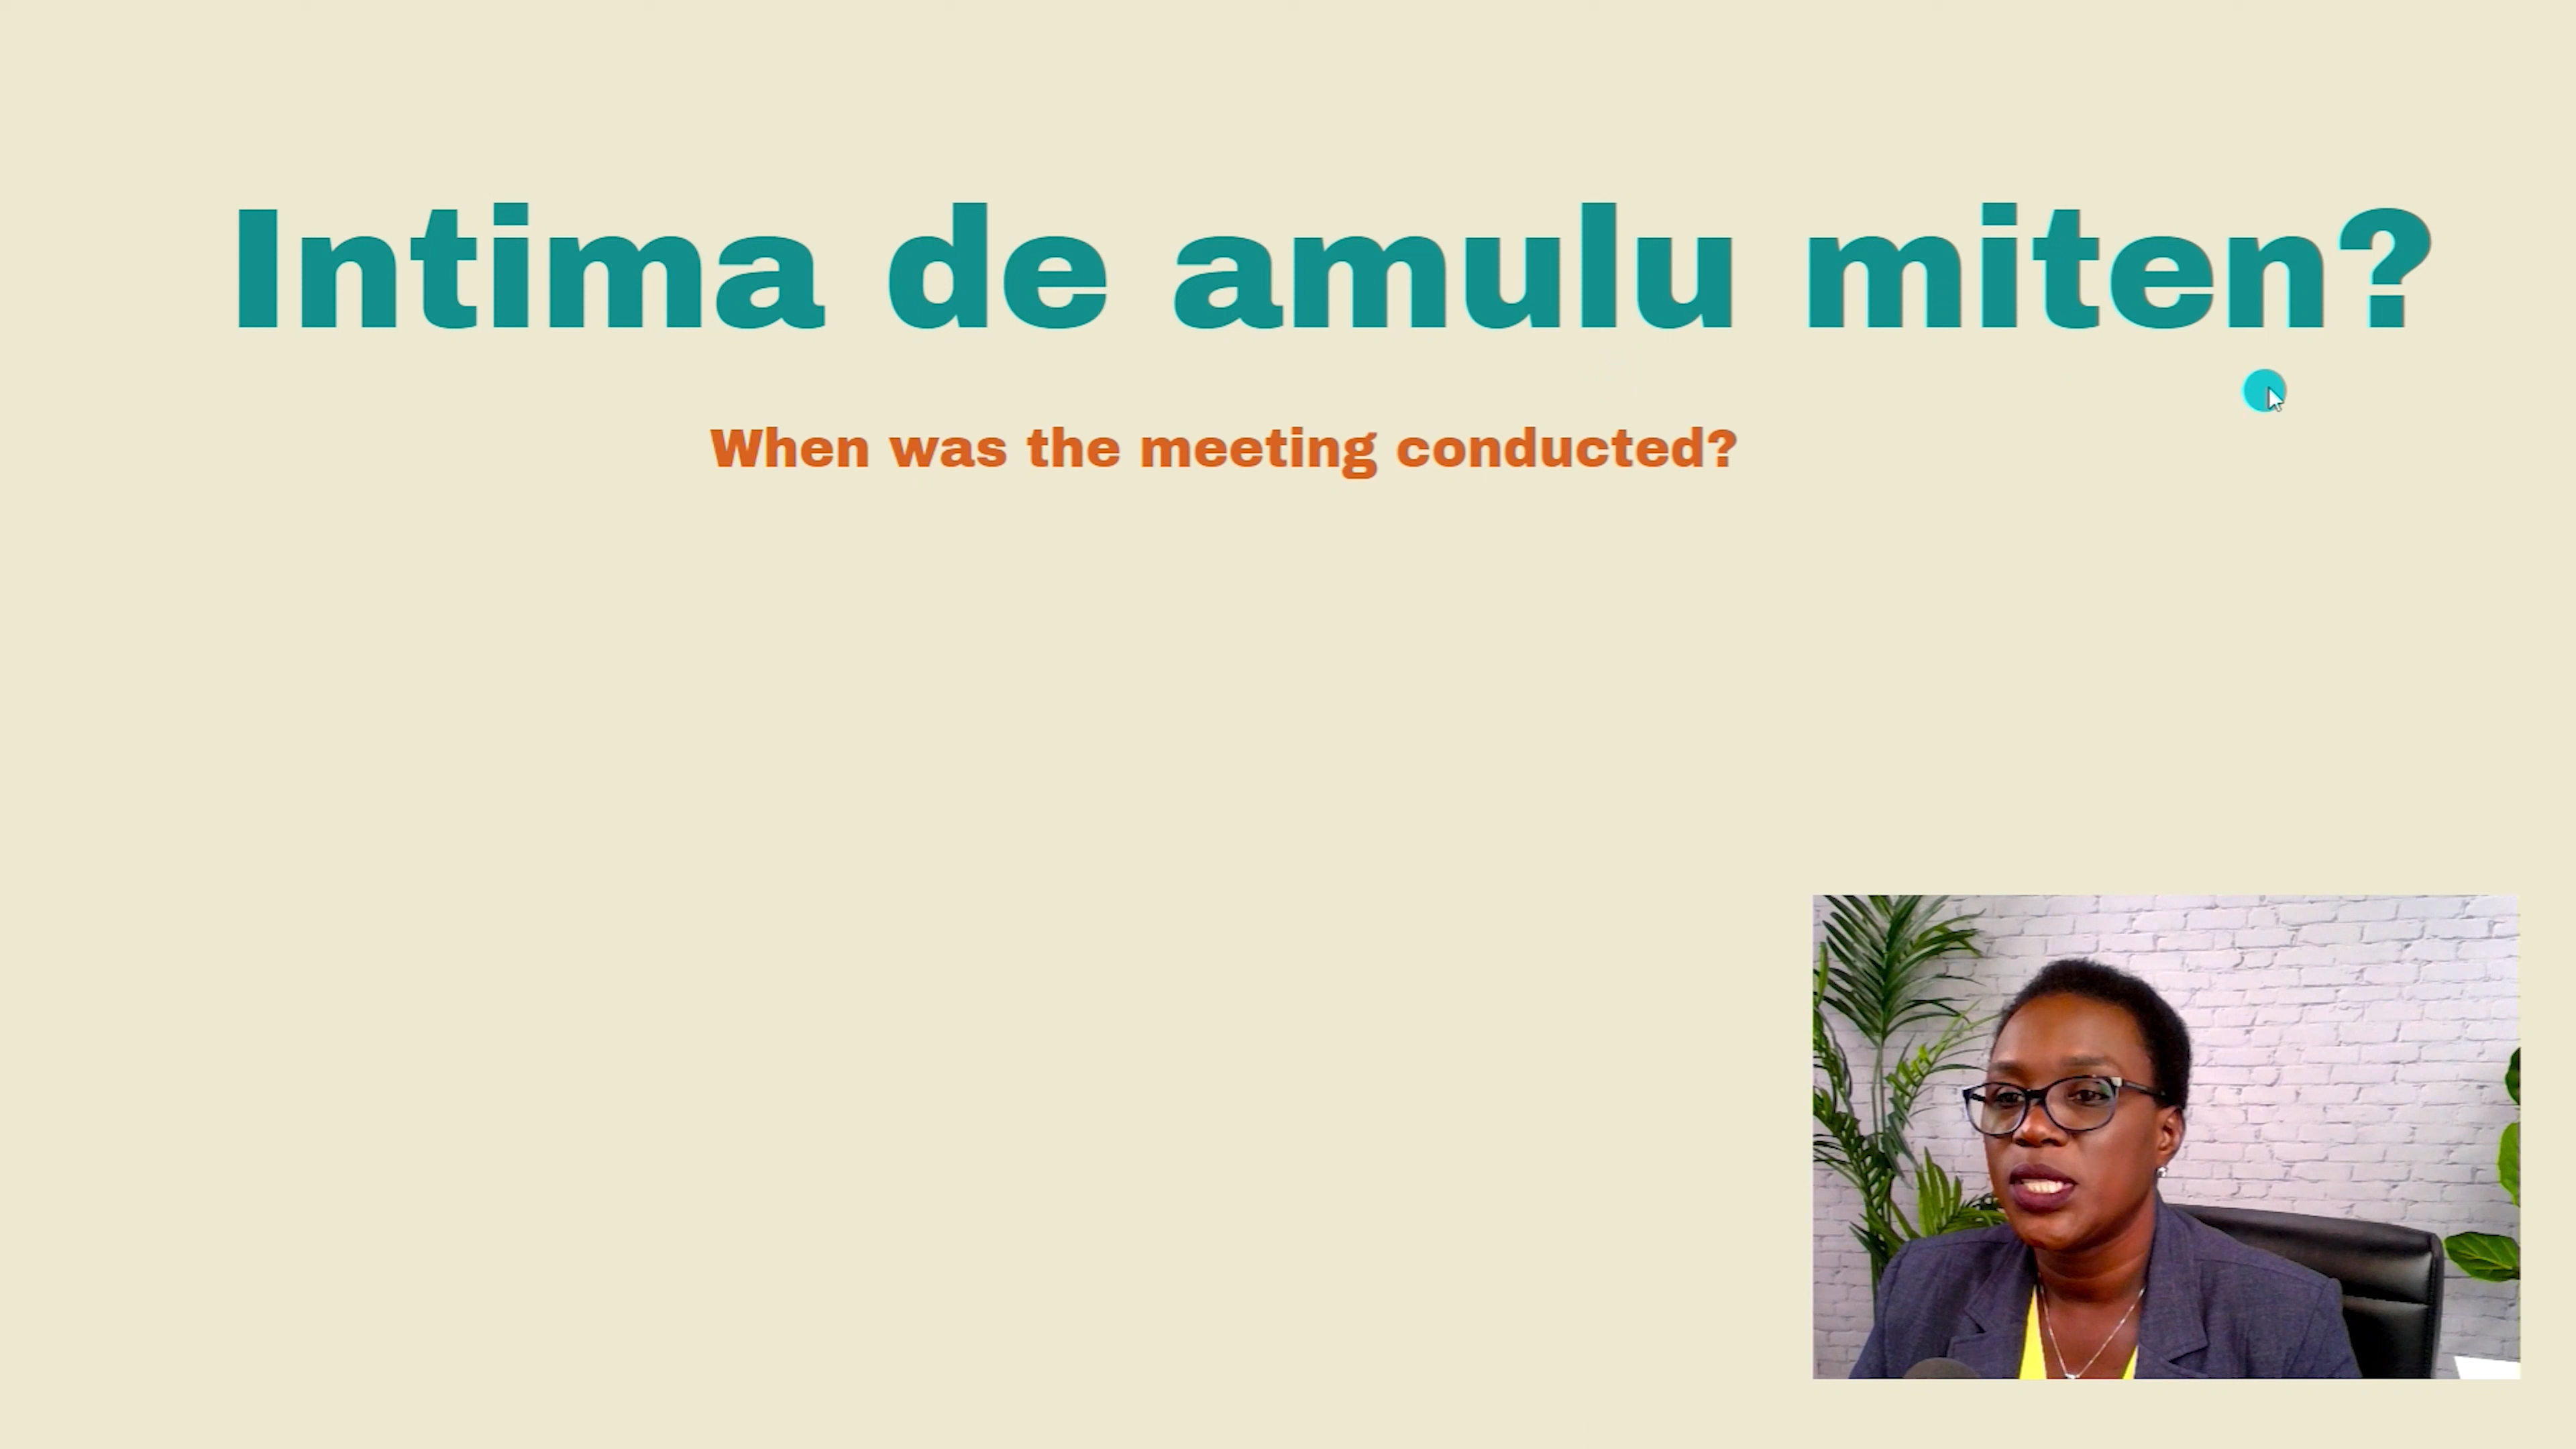 Intima de amulu miten?
When was the meeting conducted?